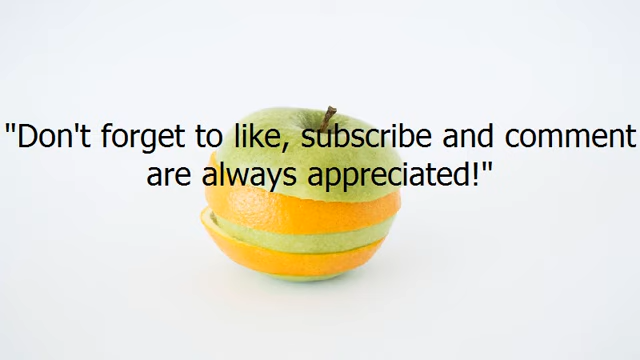 "Don't forget to like, subscribe and comment
are always appreciated!"